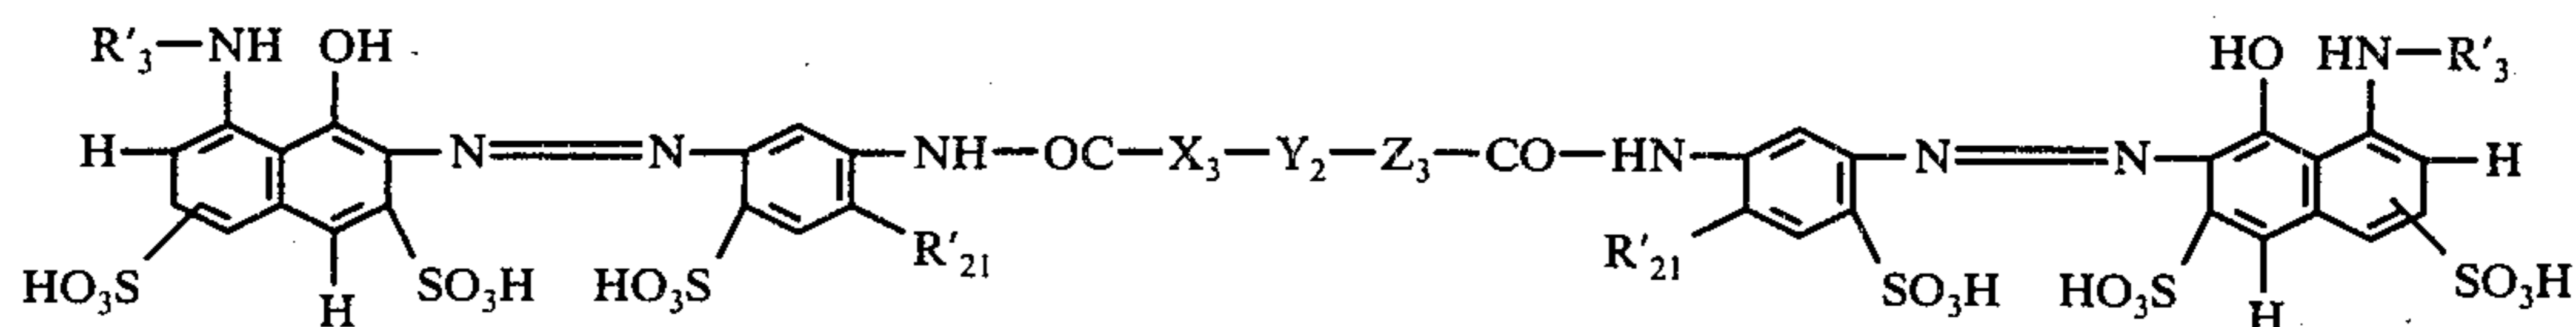 R′₃—NH OH HO HN—R′₃
H N═N NH—OC—X₃—Y₂—Z₃—CO—HN N═N H
HO₃S H SO₃H HO₃S R′₂₁ R′₂₁ SO₃H HO₃S H SO₃H